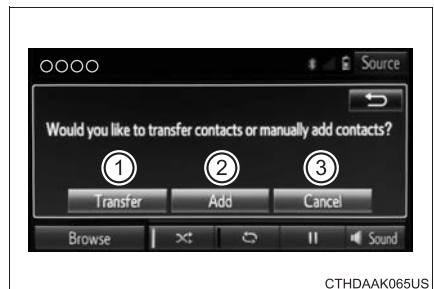 ○○○○ Source
Would you like to transfer contacts or manually add contacts?
1 2 3
Transfer Add Cancel
Browse Sound
CTHDAAK065US